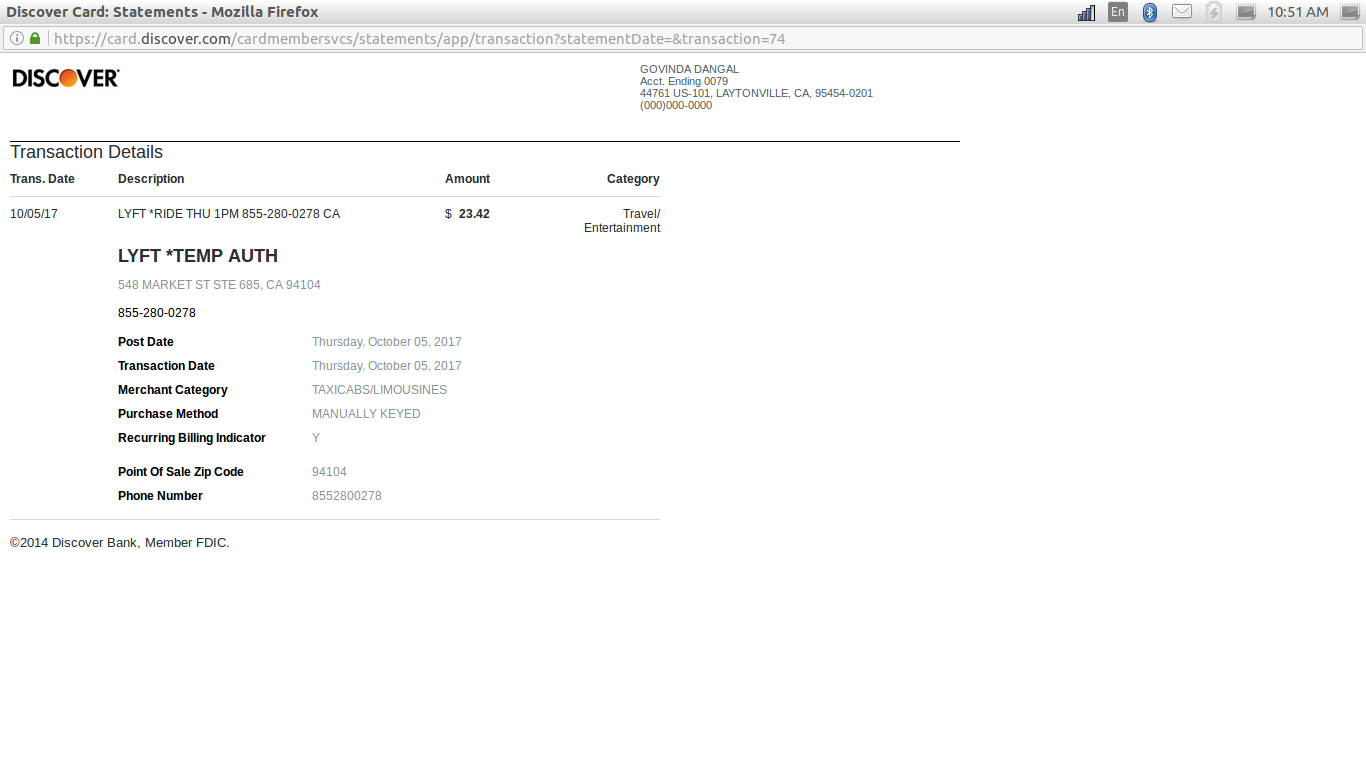 Discover Card: Statements - Mozilla Firefox
En
10:51 AM
https://card.discover.com/cardmembersvcs/statements/app/transaction?statementDate=&transaction=74
DISCOVER
GOVINDA DANGAL
Acct. Ending 0079
44761 US-101, LAYTONVILLE, CA, 95454-0201
(000)000-0000
Transaction Details
Trans. Date Description Amount Category
10/05/17 LYFT *RIDE THU 1PM 855-280-0278 CA $ 23.42 Travel/
Entertainment
LYFT *TEMP AUTH
548 MARKET ST STE 685, CA 94104
855-280-0278
Post Date Thursday, October 05, 2017
Transaction Date Thursday, October 05, 2017
Merchant Category TAXICABS/LIMOUSINES
Purchase Method MANUALLY KEYED
Recurring Billing Indicator Y
Point Of Sale Zip Code 94104
Phone Number 8552800278
©2014 Discover Bank, Member FDIC.